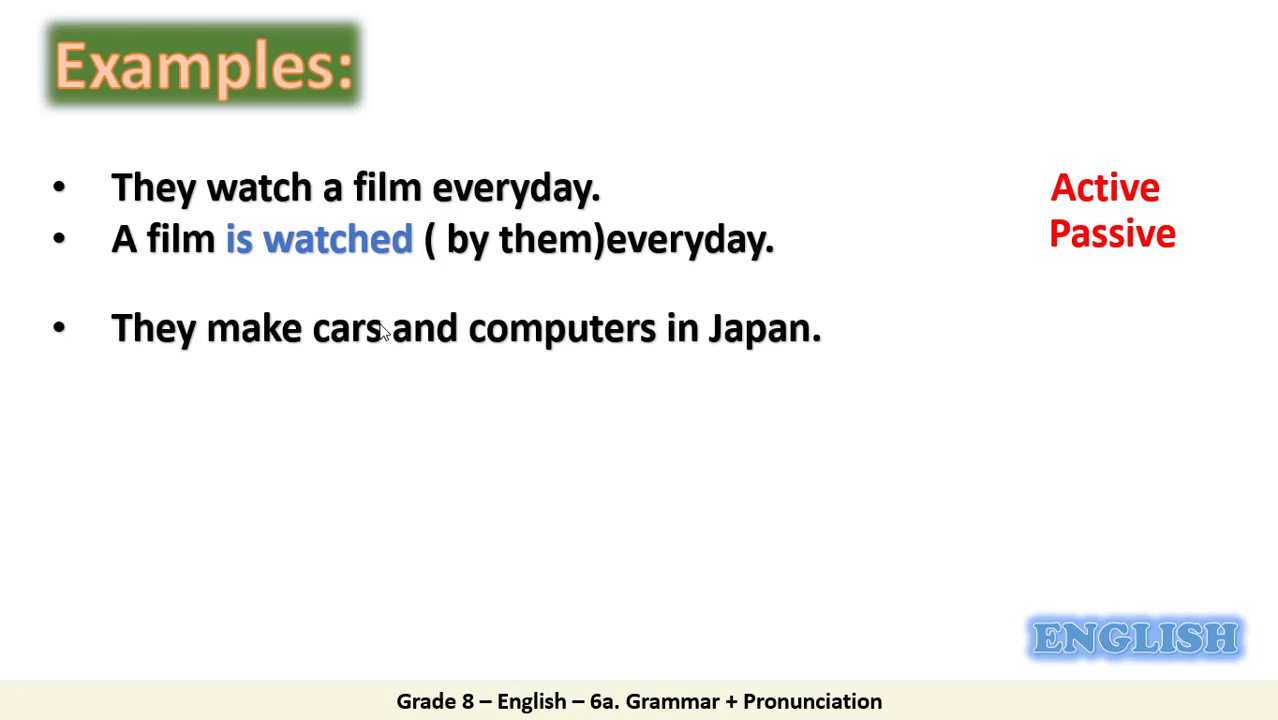 Examples:
• They watch a film everyday.
Active
• A film is watched ( by them)everyday.
Passive
• They make cars and computers in Japan.
ENGLISH
Grade 8 – English – 6a. Grammar + Pronunciation